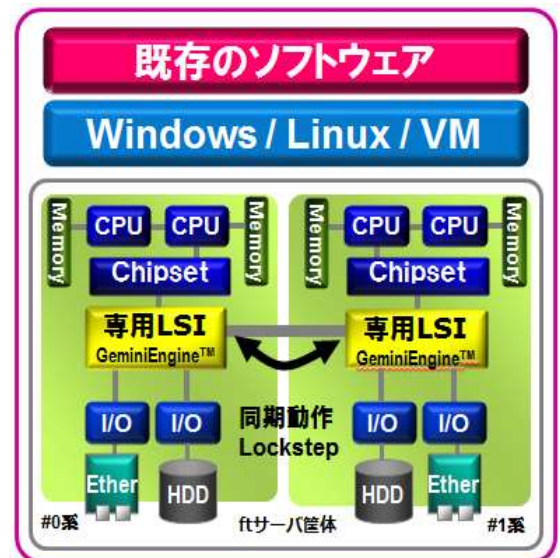 既存のソフトウェア
Windows / Linux / VM
Memory
CPU
CPU
Memory
Chipset
専用LSI
GeminiEngine™
I/O
I/O
Ether
HDD
#0系
Memory
CPU
CPU
Memory
Chipset
専用LSI
GeminiEngine™
I/O
I/O
HDD
Ether
#1系
同期動作
Lockstep
ftサーバ筐体